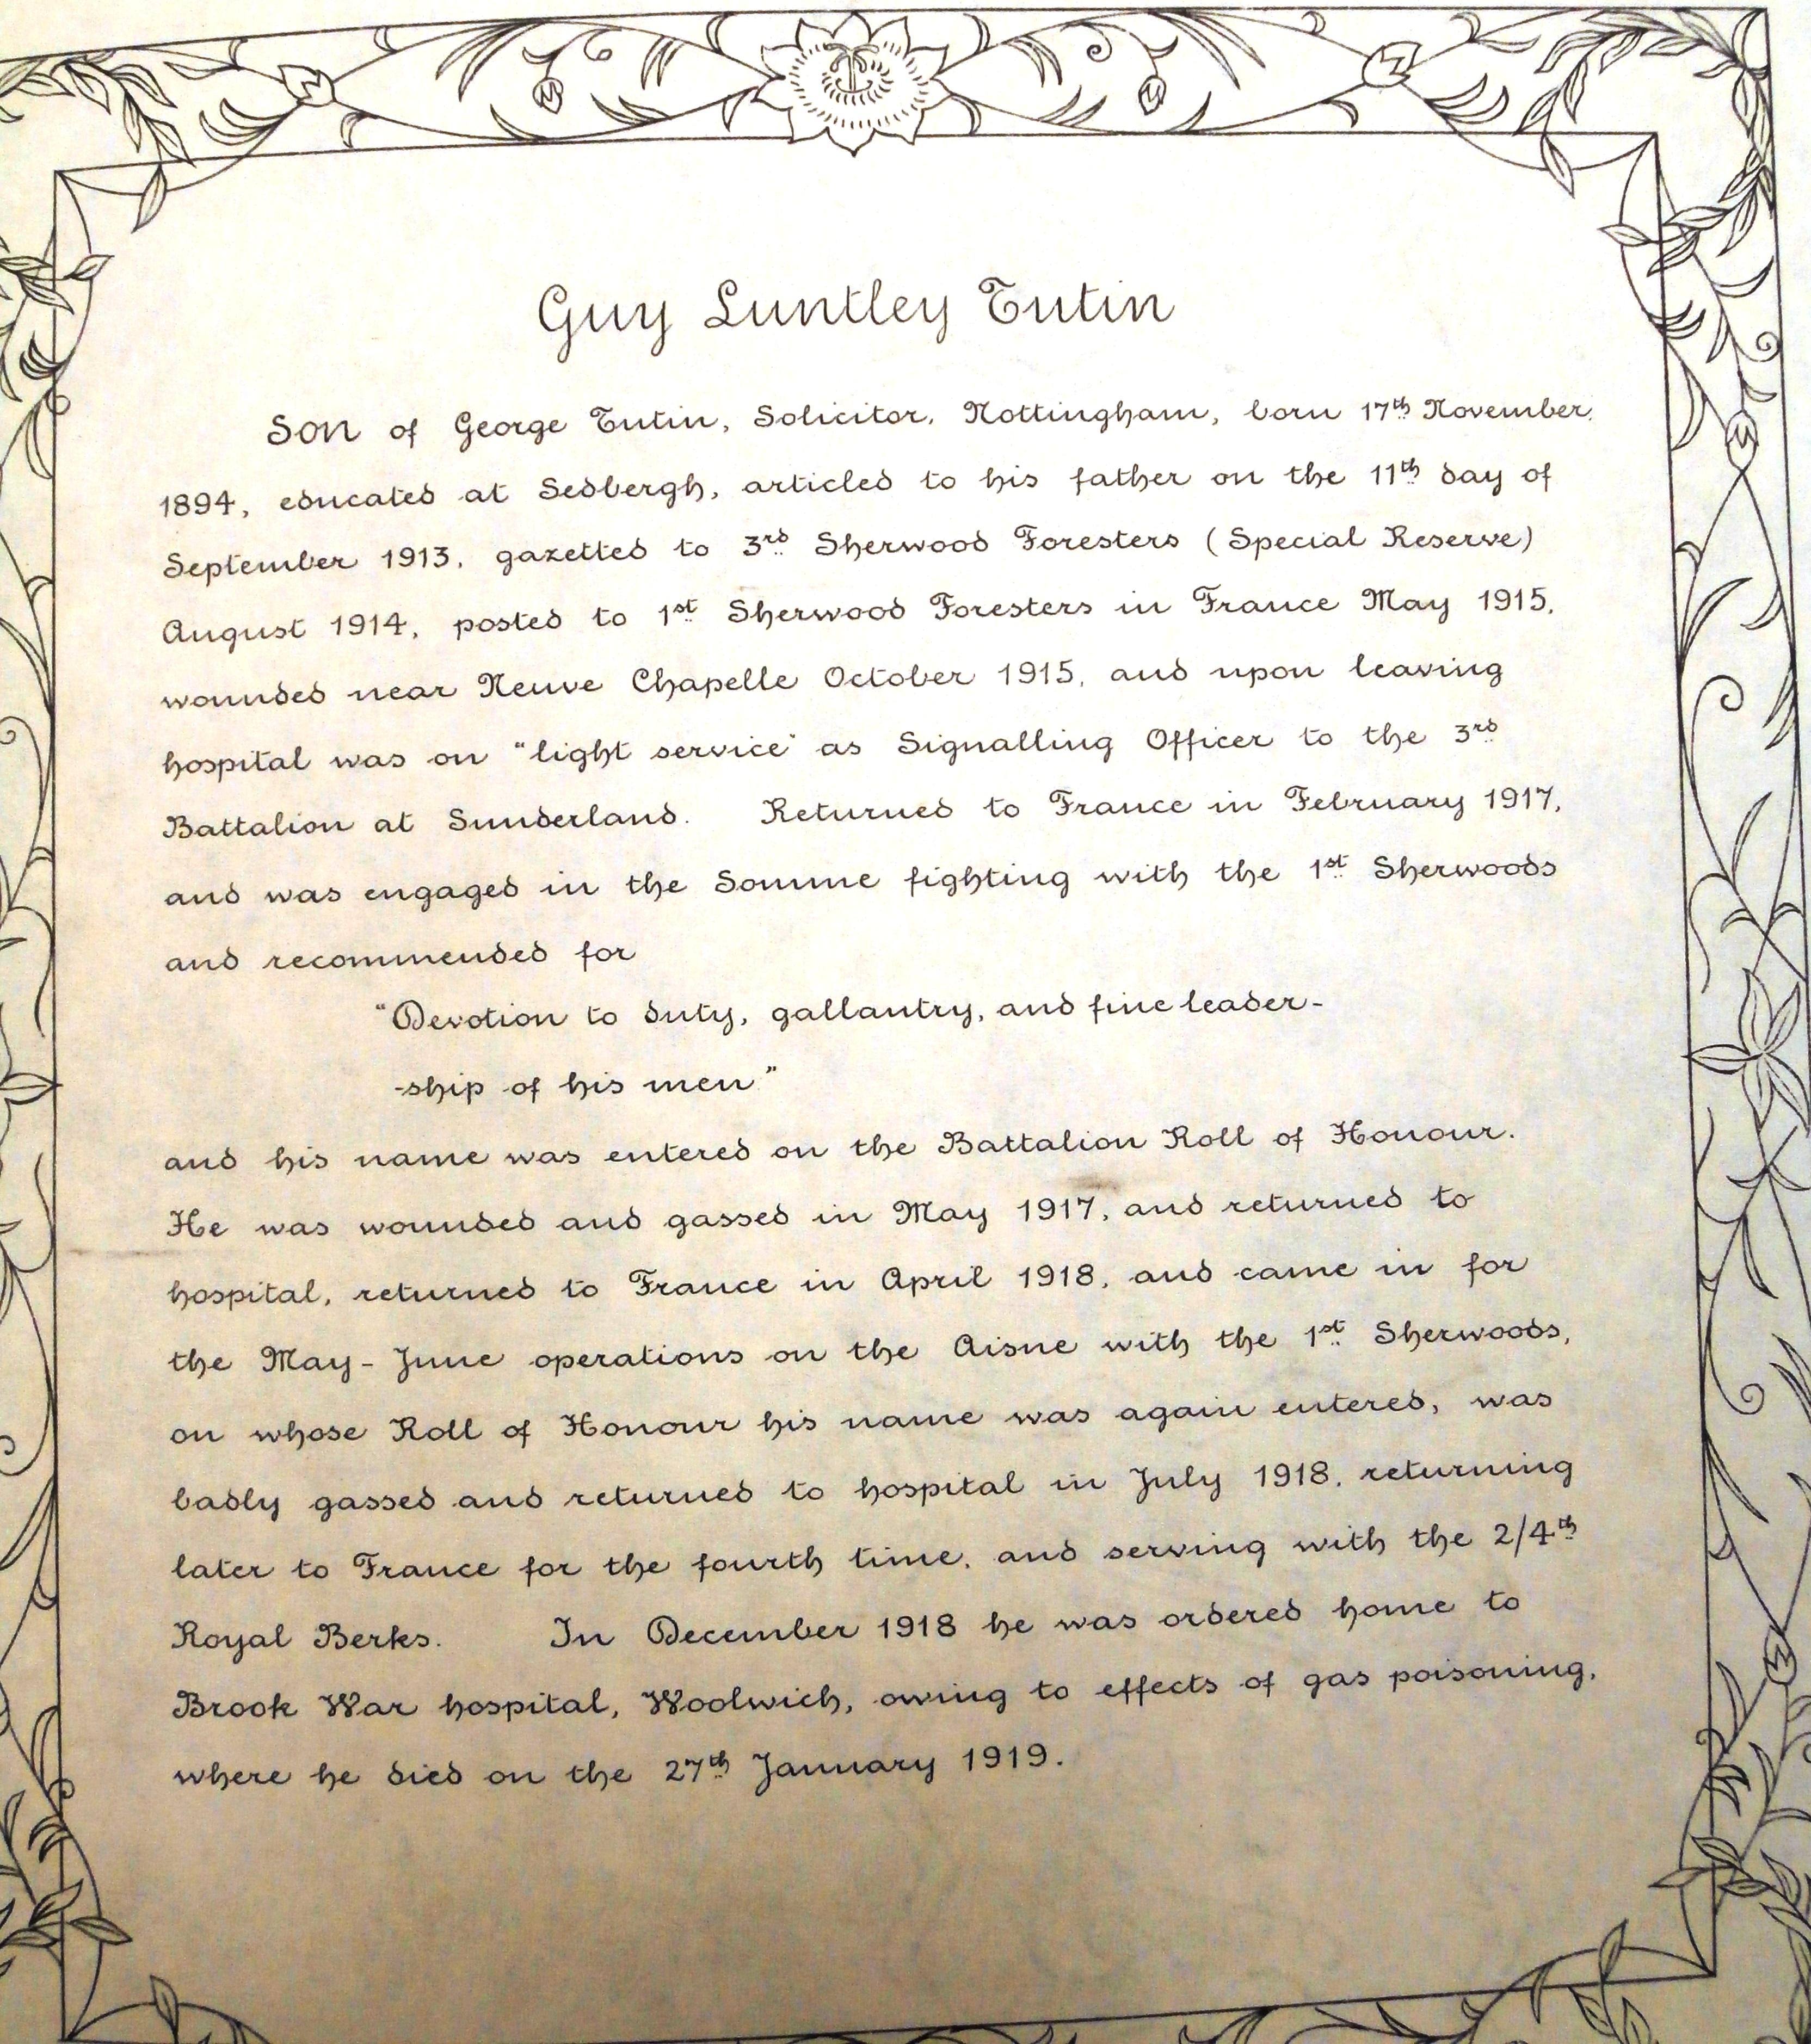 Guy Luntley Tutin
Son of George Tutin, Solicitor, Nottingham, born 17th November,
1894, educated at Sedbergh, articled to his father on the 11th day of
September 1913, gazetted to 3rd Sherwood Foresters (Special Reserve)
August 1914, posted to 1st Sherwood Foresters in France May 1915,
wounded near Neuve Chapelle October 1915, and upon leaving
hospital was on "light service" as Signalling Officer to the 3rd
Battalion at Sunderland. Returned to France in February 1917,
and was engaged in the Somme fighting with the 1st Sherwoods
and recommended for
"Devotion to duty, gallantry, and fine leader-
-ship of his men"
and his name was entered on the Battalion Roll of Honour.
He was wounded and gassed in May 1917, and returned to
hospital, returned to France in April 1918, and came in for
the May-June operations on the Aisne with the 1st Sherwoods,
on whose Roll of Honour his name was again entered, was
badly gassed and returned to hospital in July 1918, returning
later to France for the fourth time, and serving with the 2/4th
Royal Berks. In December 1918 he was ordered home to
Brook War hospital, Woolwich, owing to effects of gas poisoning,
where he died on the 27th January 1919.